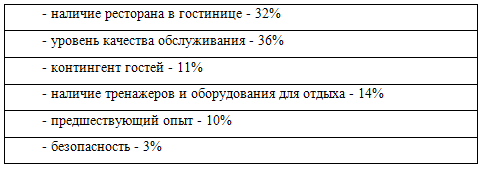 - наличие ресторана в гостинице - 32%
- уровень качества обслуживания - 36%
- контингент гостей - 11%
- наличие тренажеров и оборудования для отдыха - 14%
- предшествующий опыт - 10%
- безопасность - 3%